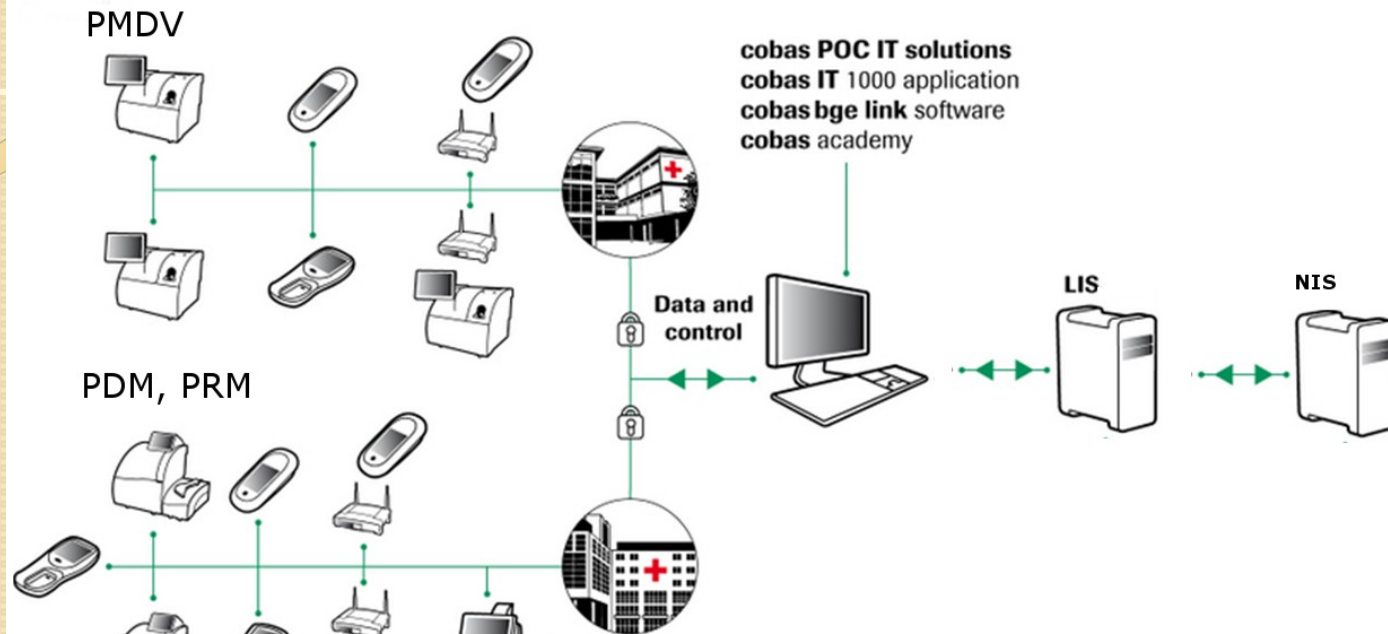 PMDV
cobas POC IT solutions
cobas IT 1000 application
cobas bge link software
cobas academy
Data and
control
LIS
NIS
PDM, PRM